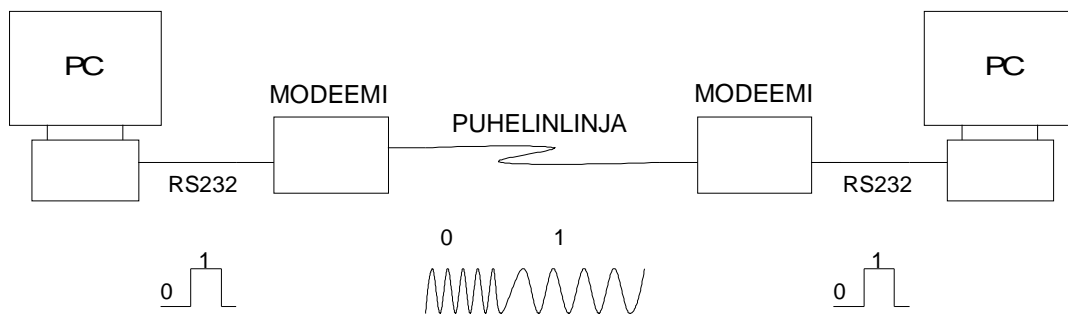 PC
PC
MODEEMI
MODEEMI
PUHELINLINJA
RS232
RS232
0
1
1
1
0
0